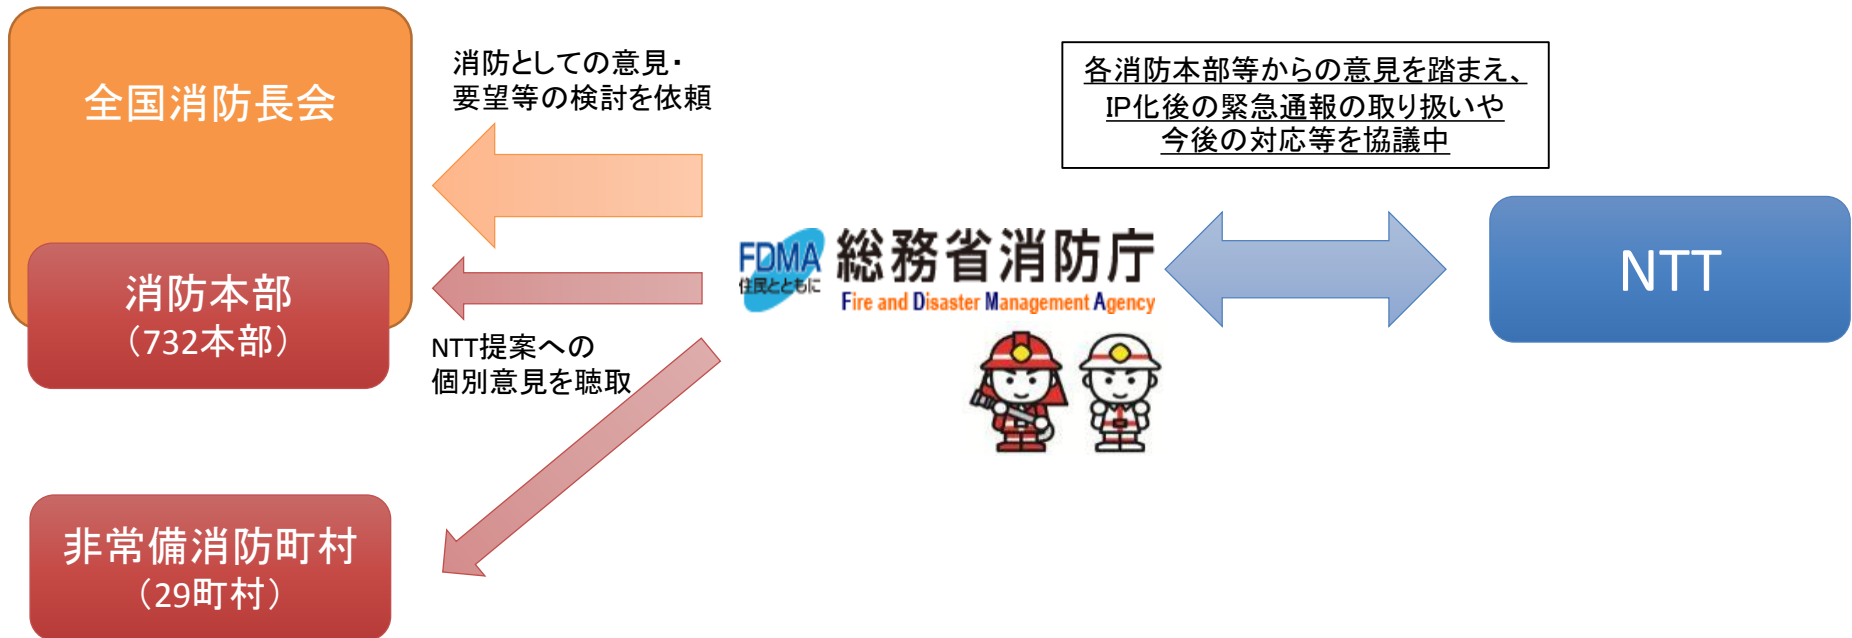 全国消防長会
消防本部
（732本部）
非常備消防町村
（29町村）
消防としての意見・
要望等の検討を依頼
NTT提案への
個別意見を聴取
FDMA
住民とともに
総務省消防庁
Fire and Disaster Management Agency
各消防本部等からの意見を踏まえ、
IP化後の緊急通報の取り扱いや
今後の対応等を協議中
NTT